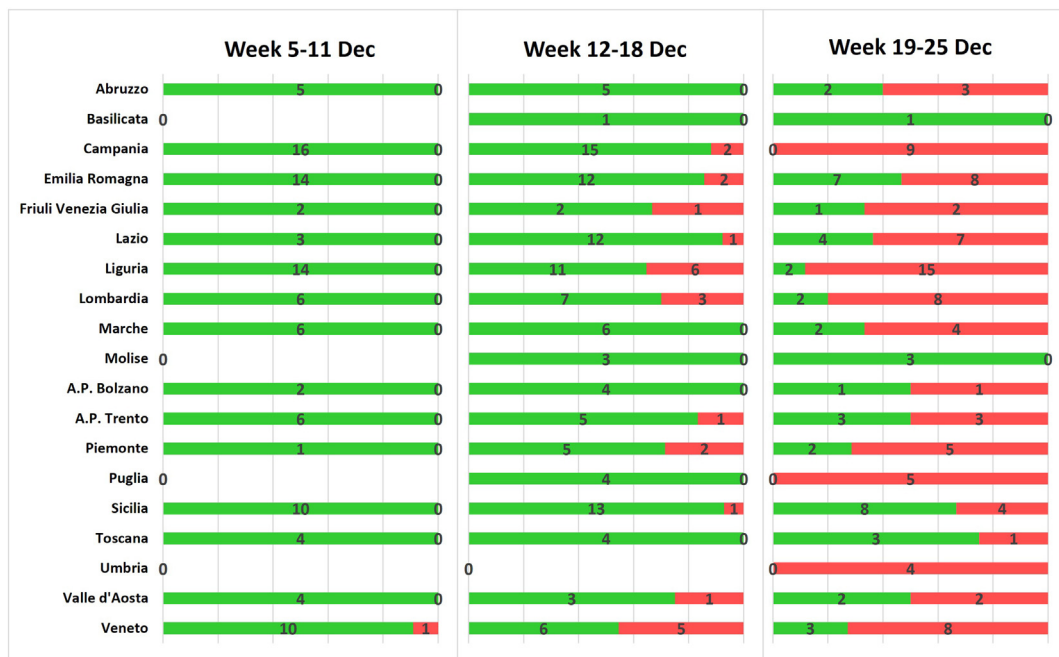 Week 5-11 Dec Week 12-18 Dec Week 19-25 Dec
Abruzzo 5 0 5 0 2 3
Basilicata 0 1 0 1 0
Campania 16 0 15 2 0 9
Emilia Romagna 14 0 12 2 7 8
Friuli Venezia Giulia 2 0 2 1 1 2
Lazio 3 0 12 1 4 7
Liguria 14 0 11 6 2 15
Lombardia 6 0 7 3 2 8
Marche 6 0 6 0 2 4
Molise 0 3 0 3 0
A.P. Bolzano 2 0 4 0 1 1
A.P. Trento 6 0 5 1 3 3
Piemonte 1 0 5 2 2 5
Puglia 0 4 0 0 5
Sicilia 10 0 13 1 8 4
Toscana 4 0 4 0 3 1
Umbria 0 0 0 4
Valle d'Aosta 4 0 3 1 2 2
Veneto 10 1 6 5 3 8